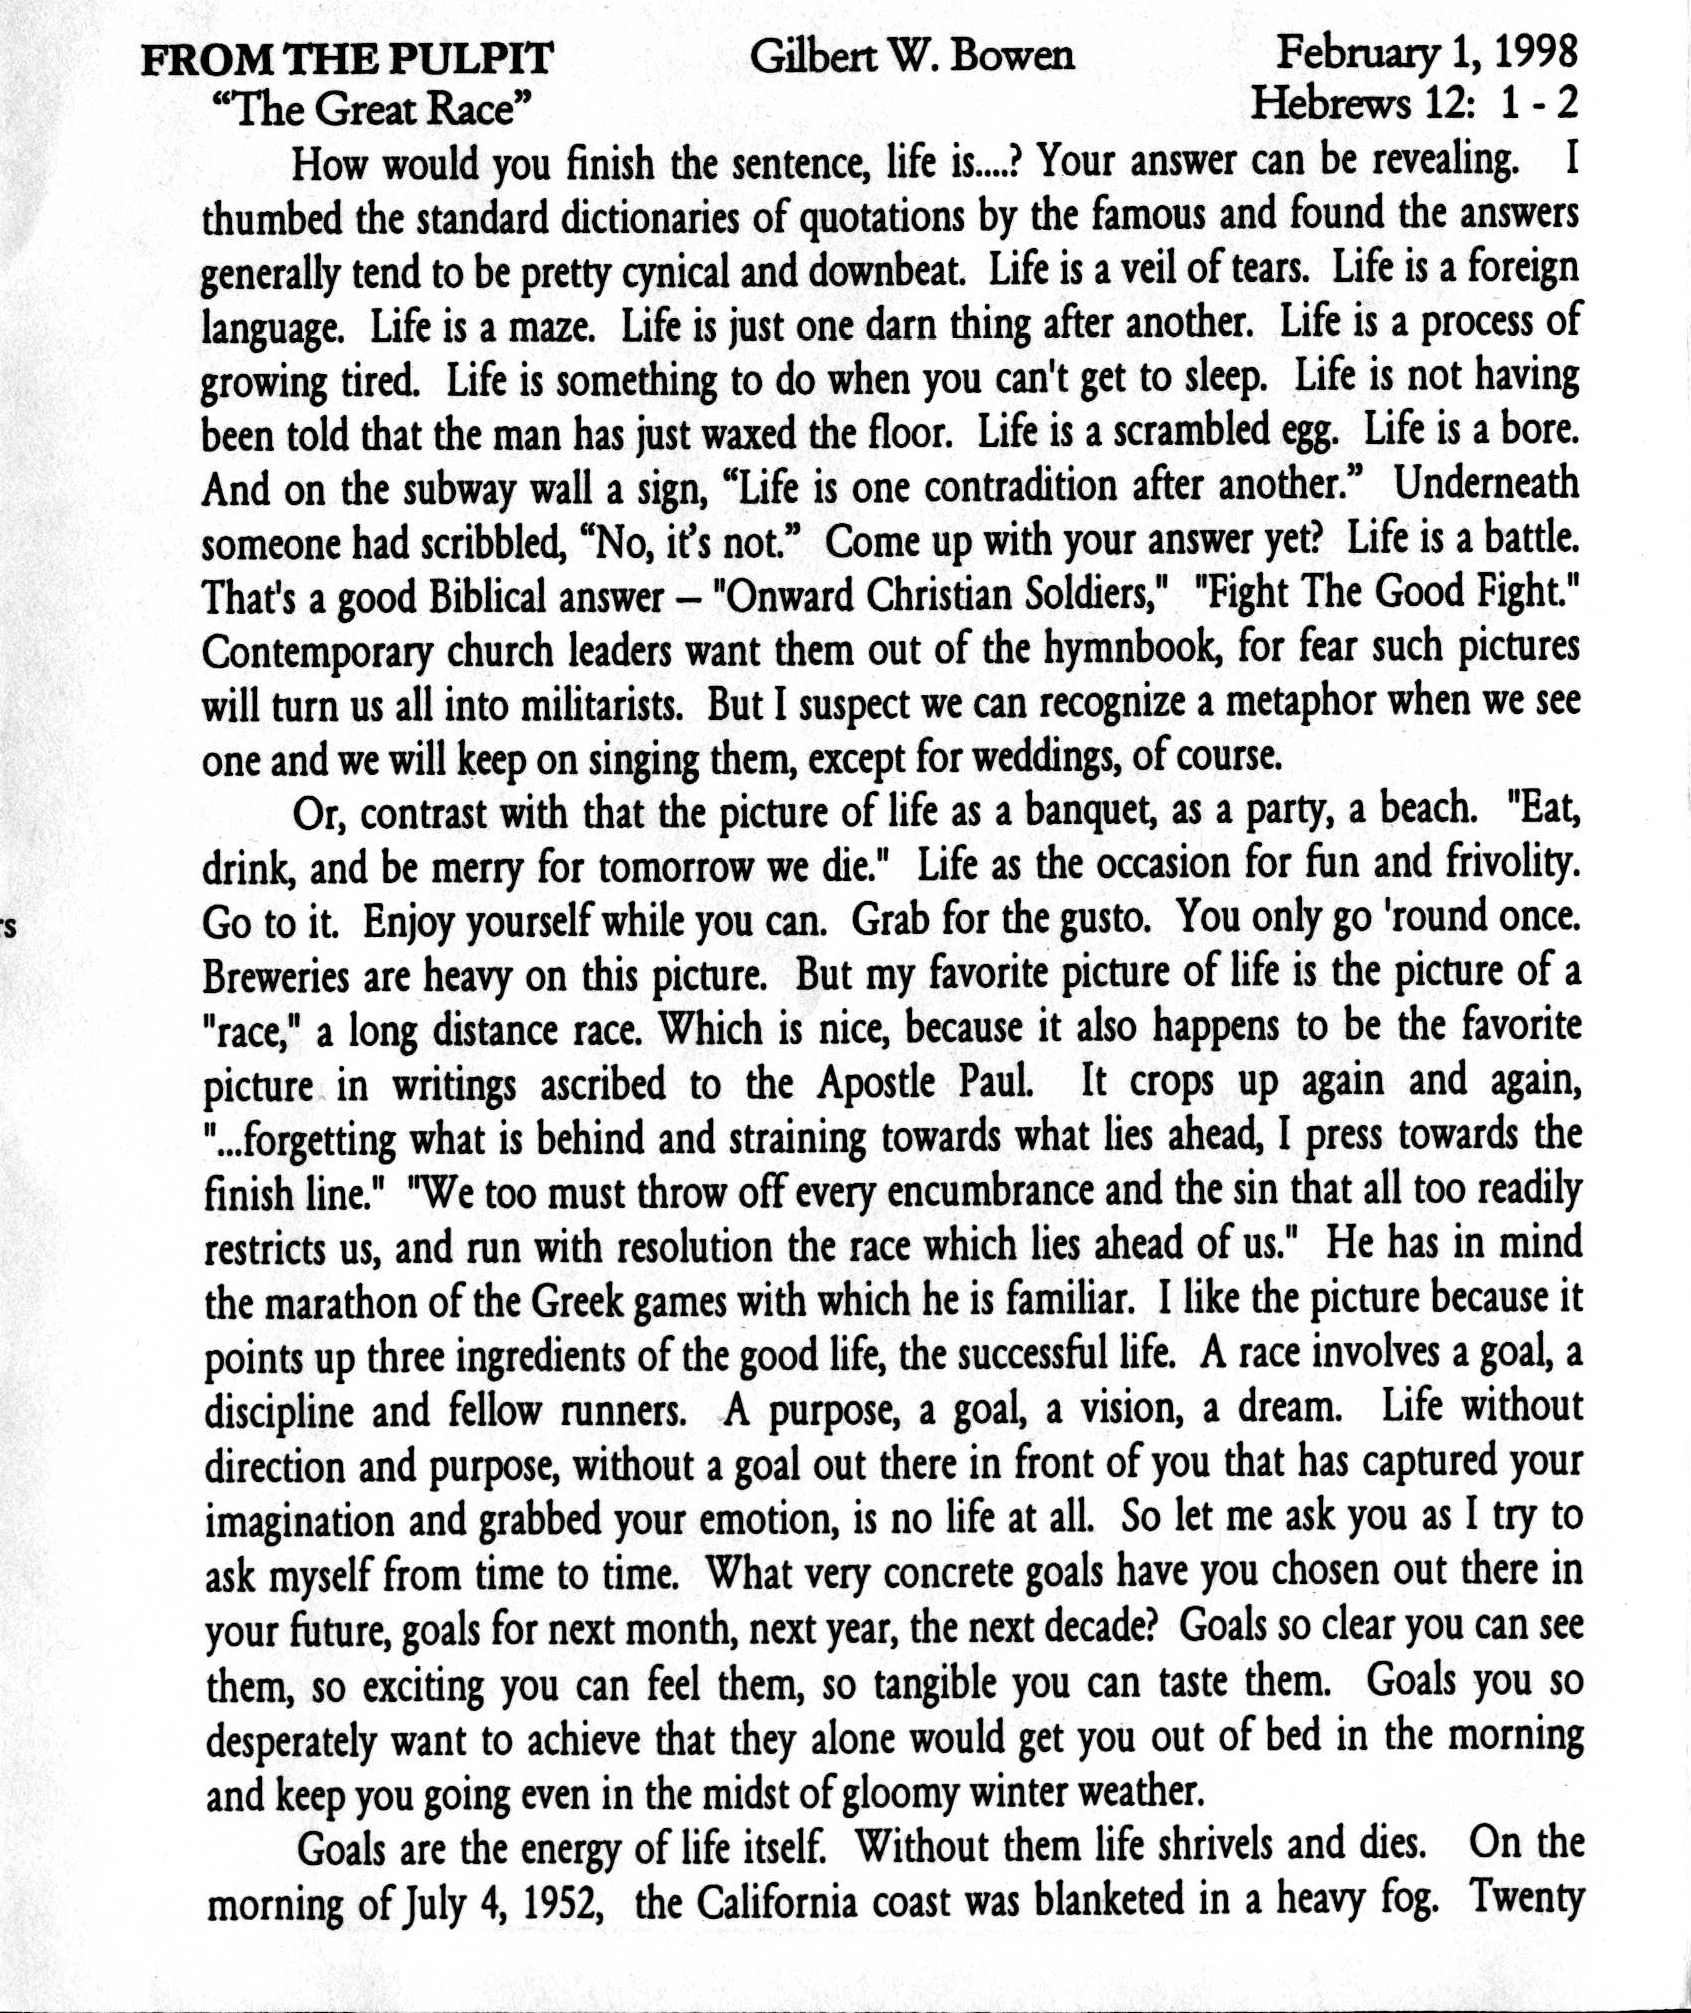 FROM THE PULPIT Gilbert W. Bowen February 1, 1998
“The Great Race” Hebrews 12: 1 - 2
How would you finish the sentence, life is....? Your answer can be revealing. I
thumbed the standard dictionaries of quotations by the famous and found the answers
generally tend to be pretty cynical and downbeat. Life is a veil of tears. Life is a foreign
language. Life is a maze. Life is just one darn thing after another. Life is a process of
growing tired. Life is something to do when you can't get to sleep. Life is not having
been told that the man has just waxed the floor. Life is a scrambled egg. Life is a bore.
And on the subway wall a sign, “Life is one contradition after another.” Underneath
someone had scribbled, “No, it’s not.” Come up with your answer yet? Life is a battle.
That's a good Biblical answer – "Onward Christian Soldiers," "Fight The Good Fight."
Contemporary church leaders want them out of the hymnbook, for fear such pictures
will turn us all into militarists. But I suspect we can recognize a metaphor when we see
one and we will keep on singing them, except for weddings, of course.
Or, contrast with that the picture of life as a banquet, as a party, a beach. "Eat,
drink, and be merry for tomorrow we die." Life as the occasion for fun and frivolity.
Go to it. Enjoy yourself while you can. Grab for the gusto. You only go 'round once.
Breweries are heavy on this picture. But my favorite picture of life is the picture of a
"race," a long distance race. Which is nice, because it also happens to be the favorite
picture in writings ascribed to the Apostle Paul. It crops up again and again,
"...forgetting what is behind and straining towards what lies ahead, I press towards the
finish line." "We too must throw off every encumbrance and the sin that all too readily
restricts us, and run with resolution the race which lies ahead of us." He has in mind
the marathon of the Greek games with which he is familiar. I like the picture because it
points up three ingredients of the good life, the successful life. A race involves a goal, a
discipline and fellow runners. A purpose, a goal, a vision, a dream. Life without
direction and purpose, without a goal out there in front of you that has captured your
imagination and grabbed your emotion, is no life at all. So let me ask you as I try to
ask myself from time to time. What very concrete goals have you chosen out there in
your future, goals for next month, next year, the next decade? Goals so clear you can see
them, so exciting you can feel them, so tangible you can taste them. Goals you so
desperately want to achieve that they alone would get you out of bed in the morning
and keep you going even in the midst of gloomy winter weather.
Goals are the energy of life itself. Without them life shrivels and dies. On the
morning of July 4, 1952, the California coast was blanketed in a heavy fog. Twenty